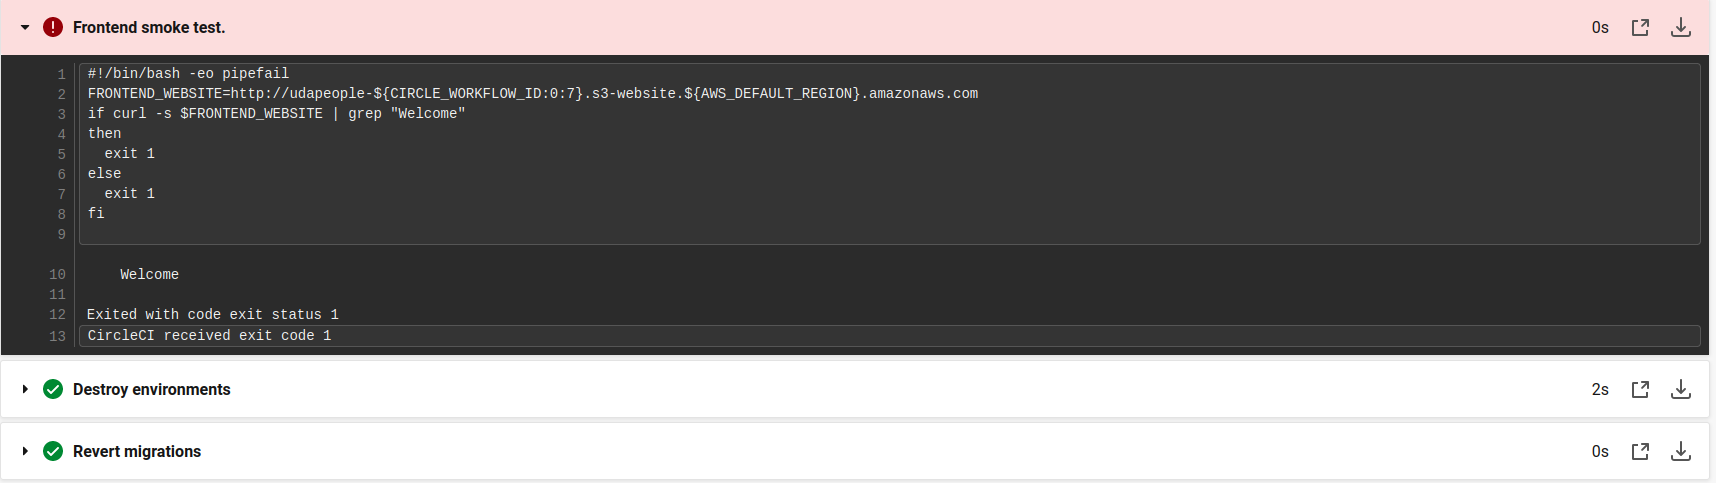 Frontend smoke test. 0s
1 #!/bin/bash -eo pipefail
2 FRONTEND_WEBSITE=http://udapeople-${CIRCLE_WORKFLOW_ID:0:7}.s3-website.${AWS_DEFAULT_REGION}.amazonaws.com
3 if curl -s $FRONTEND_WEBSITE | grep "Welcome"
4 then
5   exit 1
6 else
7   exit 1
8 fi
9
10     Welcome
11
12 Exited with code exit status 1
13 CircleCI received exit code 1
Destroy environments 2s
Revert migrations 0s